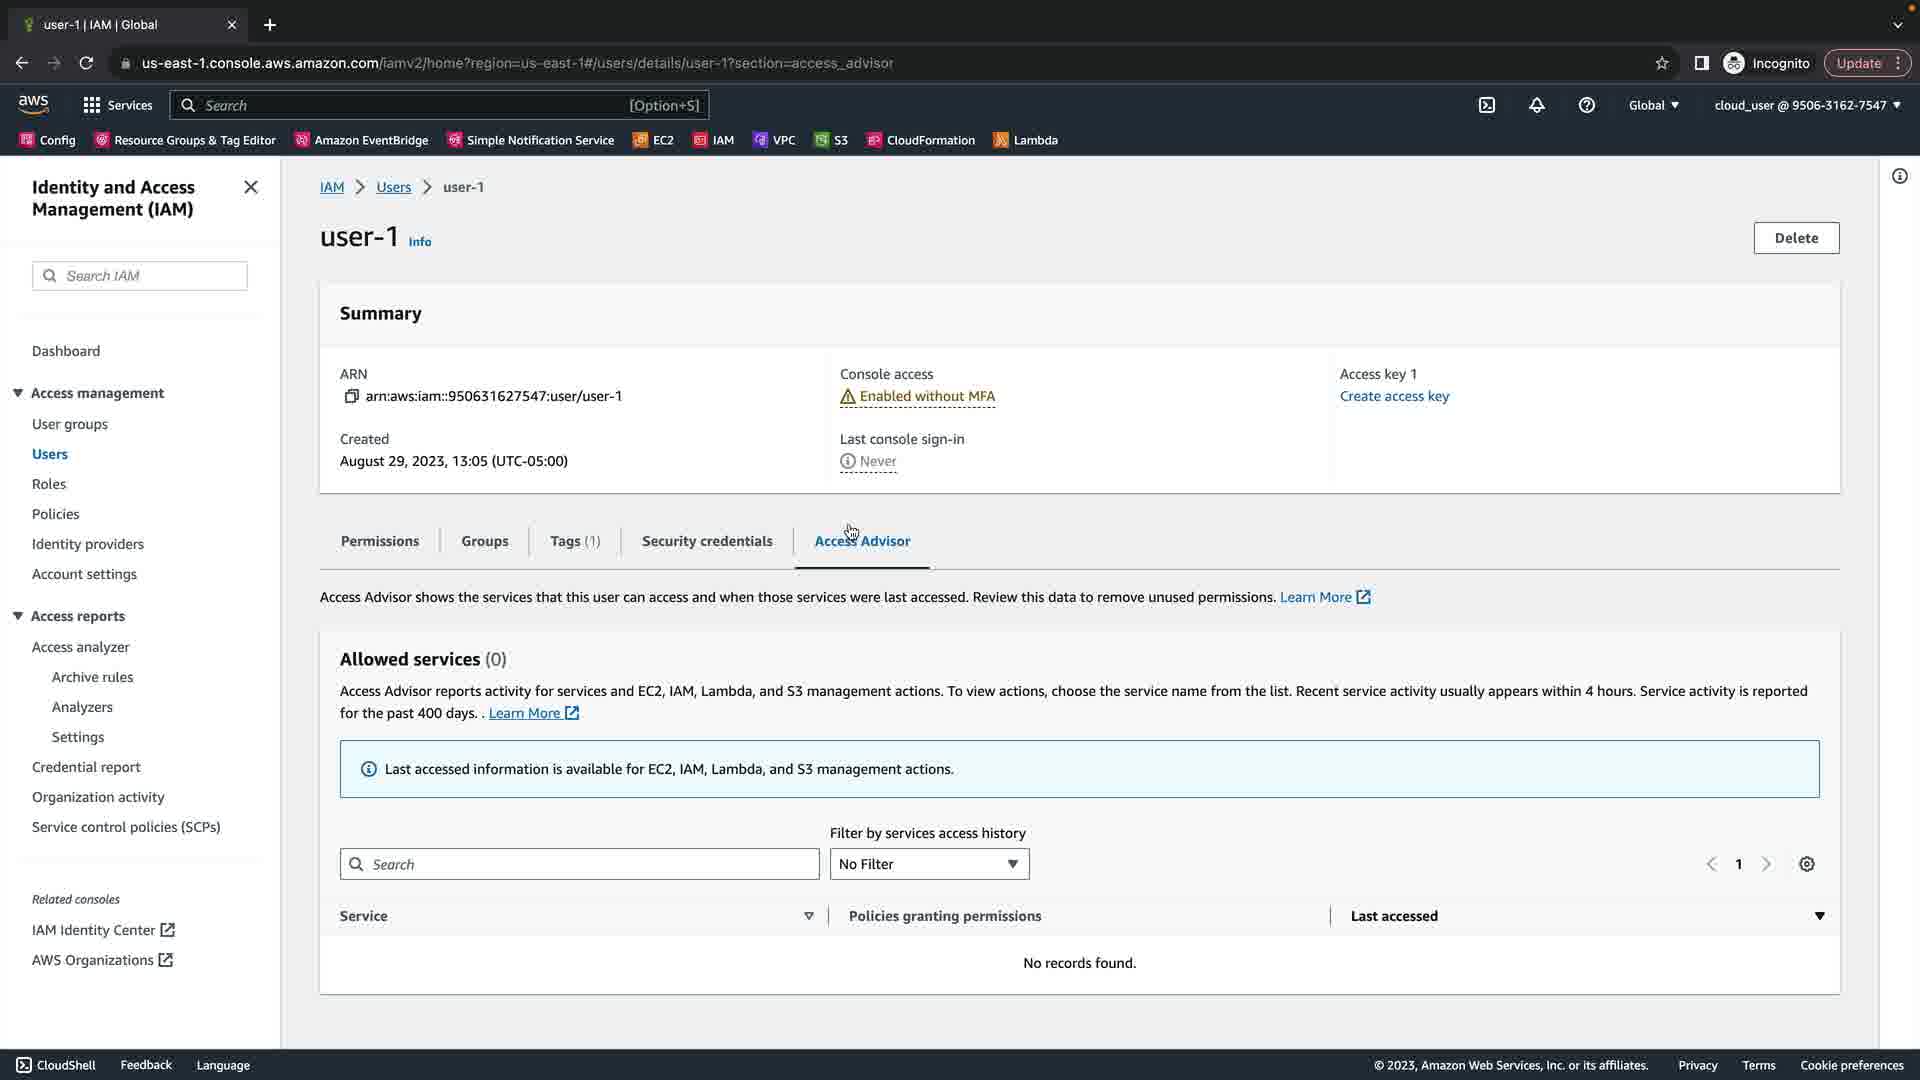 user-1 | IAM | Global
us-east-1.console.aws.amazon.com/iamv2/home?region=us-east-1#/users/details/user-1?section=access_advisor
Incognito
Update
aws
Services
Search
[Option+S]
Global
cloud_user @ 9506-3162-7547
Config
Resource Groups & Tag Editor
Amazon EventBridge
Simple Notification Service
EC2
IAM
VPC
S3
CloudFormation
Lambda
Identity and Access
Management (IAM)
Search IAM
Dashboard
Access management
User groups
Users
Roles
Policies
Identity providers
Account settings
Access reports
Access analyzer
Archive rules
Analyzers
Settings
Credential report
Organization activity
Service control policies (SCPs)
Related consoles
IAM Identity Center
AWS Organizations
IAM > Users > user-1
user-1 Info
Delete
Summary
ARN
arn:aws:iam::950631627547:user/user-1
Created
August 29, 2023, 13:05 (UTC-05:00)
Console access
Enabled without MFA
Last console sign-in
Never
Access key 1
Create access key
Permissions
Groups
Tags (1)
Security credentials
Access Advisor
Access Advisor shows the services that this user can access and when those services were last accessed. Review this data to remove unused permissions. Learn More
Allowed services (0)
Access Advisor reports activity for services and EC2, IAM, Lambda, and S3 management actions. To view actions, choose the service name from the list. Recent service activity usually appears within 4 hours. Service activity is reported
for the past 400 days. . Learn More
Last accessed information is available for EC2, IAM, Lambda, and S3 management actions.
Filter by services access history
Search
No Filter
1
Service
Policies granting permissions
Last accessed
No records found.
CloudShell
Feedback
Language
© 2023, Amazon Web Services, Inc. or its affiliates.
Privacy
Terms
Cookie preferences